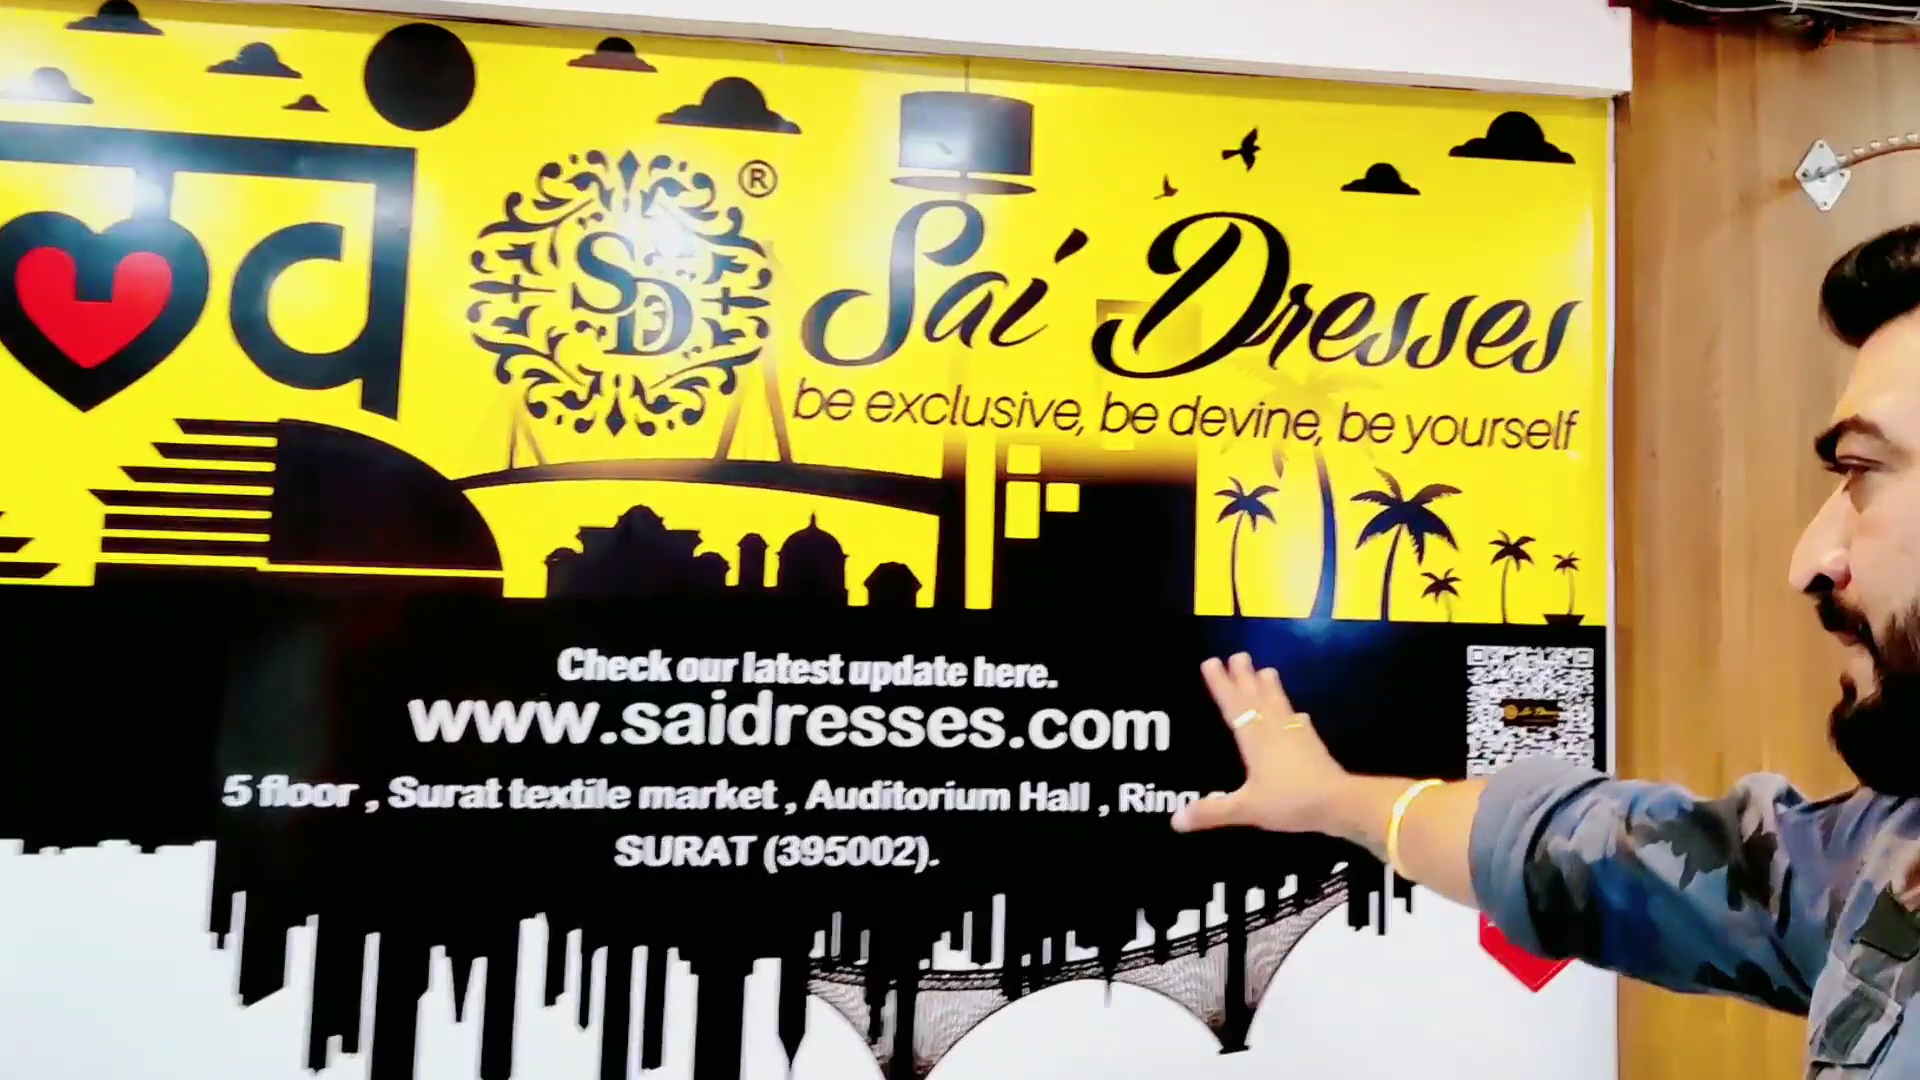 ®
SD
Sai Dresses
be exclusive, be devine, be yourself
Check our latest update here.
www.saidresses.com
5 floor , Surat textile market , Auditorium Hall , Ring
SURAT (395002).